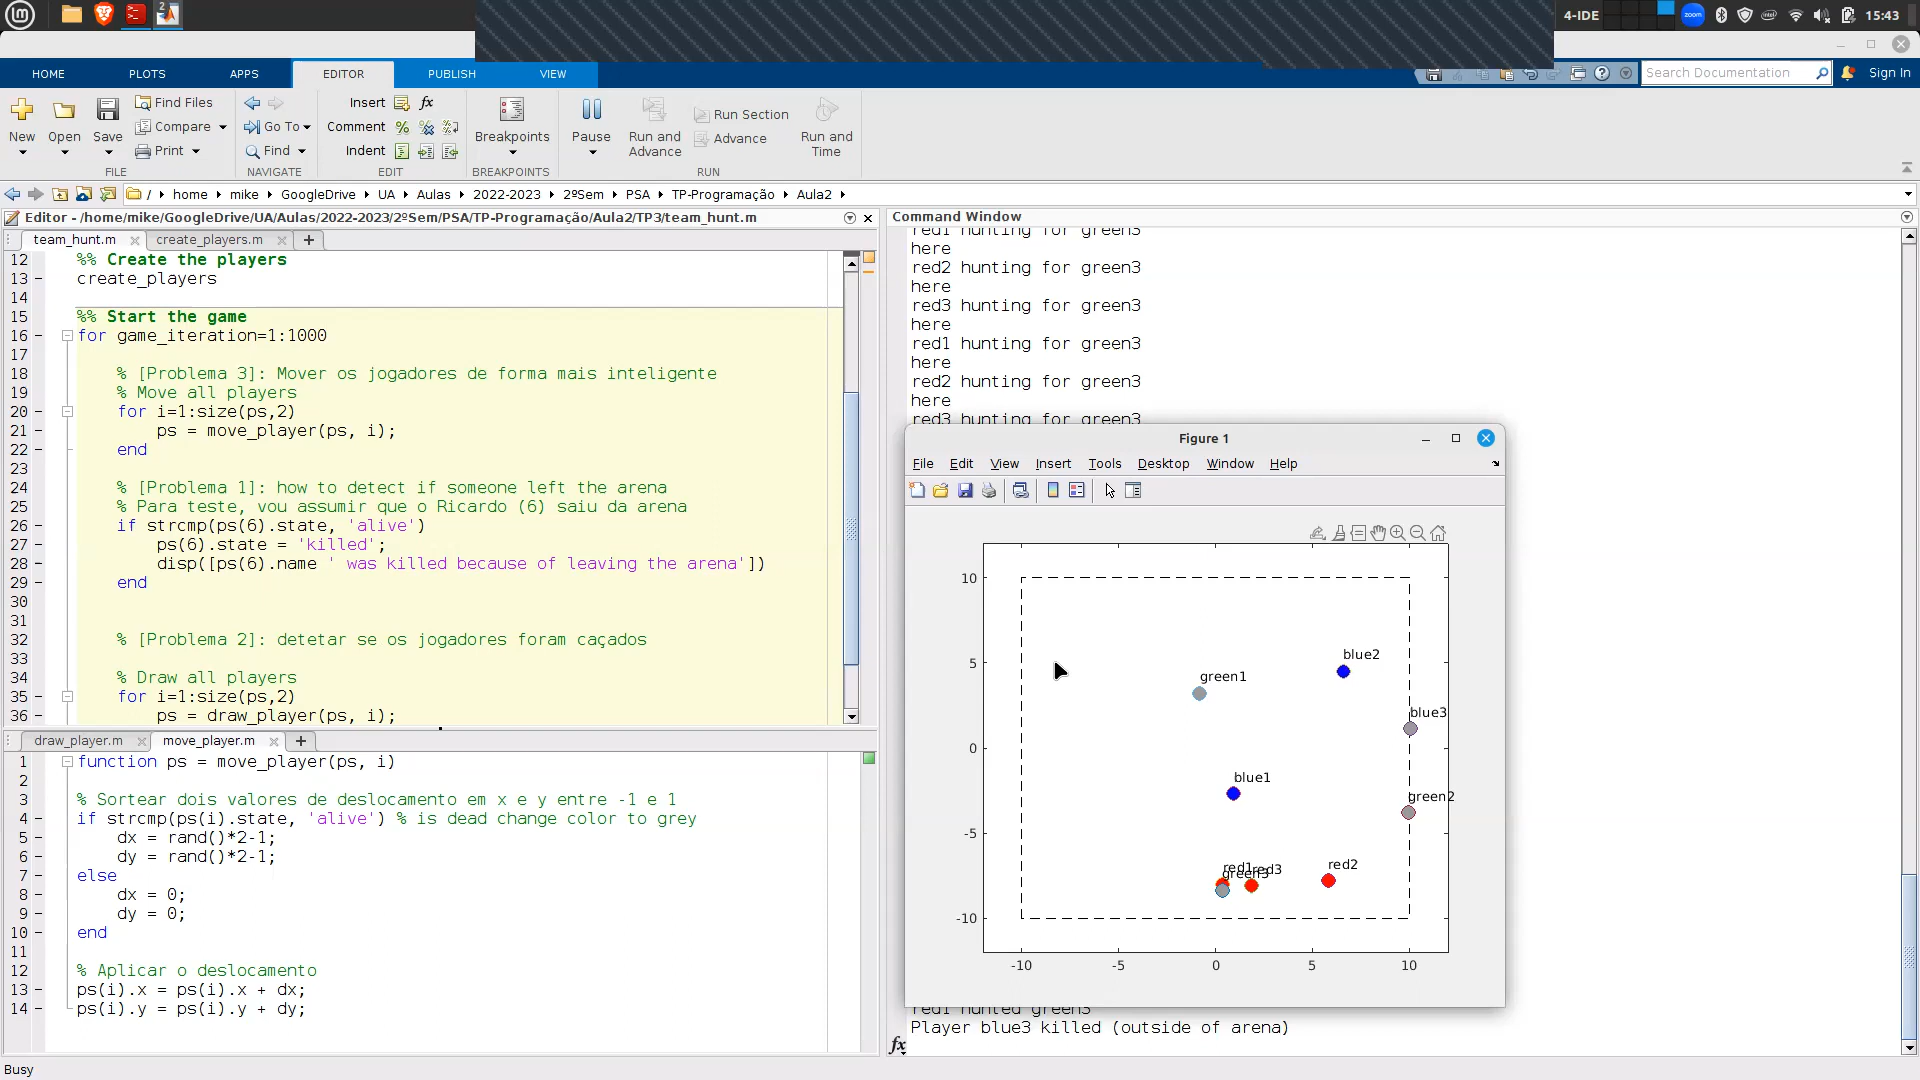 4-IDE
zoom
15:43
HOME
PLOTS
APPS
EDITOR
PUBLISH
VIEW
Search Documentation
Sign In
New
Open
Save
Find Files
Compare
Print
FILE
Go To
Find
NAVIGATE
Insert
fx
Comment
Indent
EDIT
Breakpoints
BREAKPOINTS
Pause
Run and Advance
Run Section
Advance
Run and Time
RUN
/ home mike GoogleDrive UA Aulas 2022-2023 2ºSem PSA TP-Programação Aula2
Editor - /home/mike/GoogleDrive/UA/Aulas/2022-2023/2ºSem/PSA/TP-Programação/Aula2/TP3/team_hunt.m
team_hunt.m
create_players.m
12 %% Create the players
13 create_players
14
15 %% Start the game
16 for game_iteration=1:1000
17
18 % [Problema 3]: Mover os jogadores de forma mais inteligente
19 % Move all players
20 for i=1:size(ps,2)
21 ps = move_player(ps, i);
22 end
23
24 % [Problema 1]: how to detect if someone left the arena
25 % Para teste, vou assumir que o Ricardo (6) saiu da arena
26 if strcmp(ps(6).state, 'alive')
27 ps(6).state = 'killed';
28 disp([ps(6).name ' was killed because of leaving the arena'])
29 end
30
31
32 % [Problema 2]: detetar se os jogadores foram caçados
33
34 % Draw all players
35 for i=1:size(ps,2)
36 ps = draw_player(ps, i);
draw_player.m
move_player.m
1 function ps = move_player(ps, i)
2
3 % Sortear dois valores de deslocamento em x e y entre -1 e 1
4 if strcmp(ps(i).state, 'alive') % is dead change color to grey
5 dx = rand()*2-1;
6 dy = rand()*2-1;
7 else
8 dx = 0;
9 dy = 0;
10 end
11
12 % Aplicar o deslocamento
13 ps(i).x = ps(i).x + dx;
14 ps(i).y = ps(i).y + dy;
Busy
Command Window
red1 hunting for green3
here
red2 hunting for green3
here
red3 hunting for green3
here
red1 hunting for green3
here
red2 hunting for green3
here
red3 hunting for green3
Figure 1
File Edit View Insert Tools Desktop Window Help
10
5
0
-5
-10
-10
-5
0
5
10
blue2
green1
blue3
blue1
green2
red2
red1
red3
green3
red1 hunted green3
Player blue3 killed (outside of arena)
fx